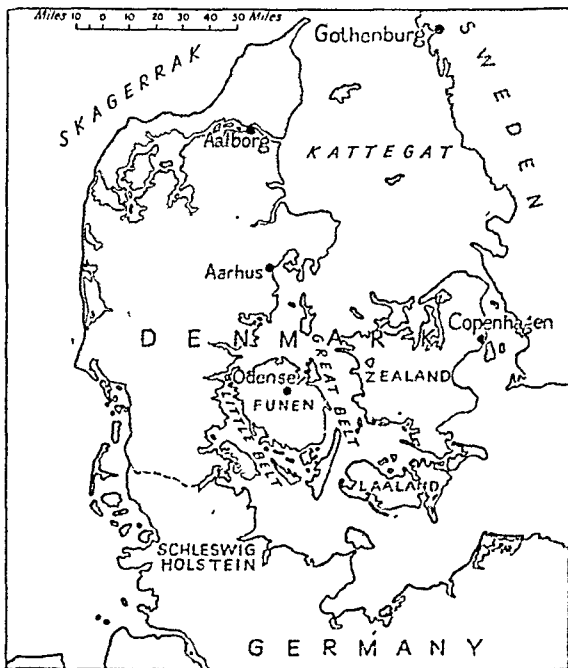 Miles 10 0 10 20 30 40 50 Miles
Gothenburg
SWEDEN
SKAGERRAK
Aalborg
KATTEGAT
Aarhus
Copenhagen
DENMARK
GREAT BELT
ZEALAND
Odense
FUNEN
LITTLE BELT
LAALAND
SCHLESWIG
HOLSTEIN
GERMANY